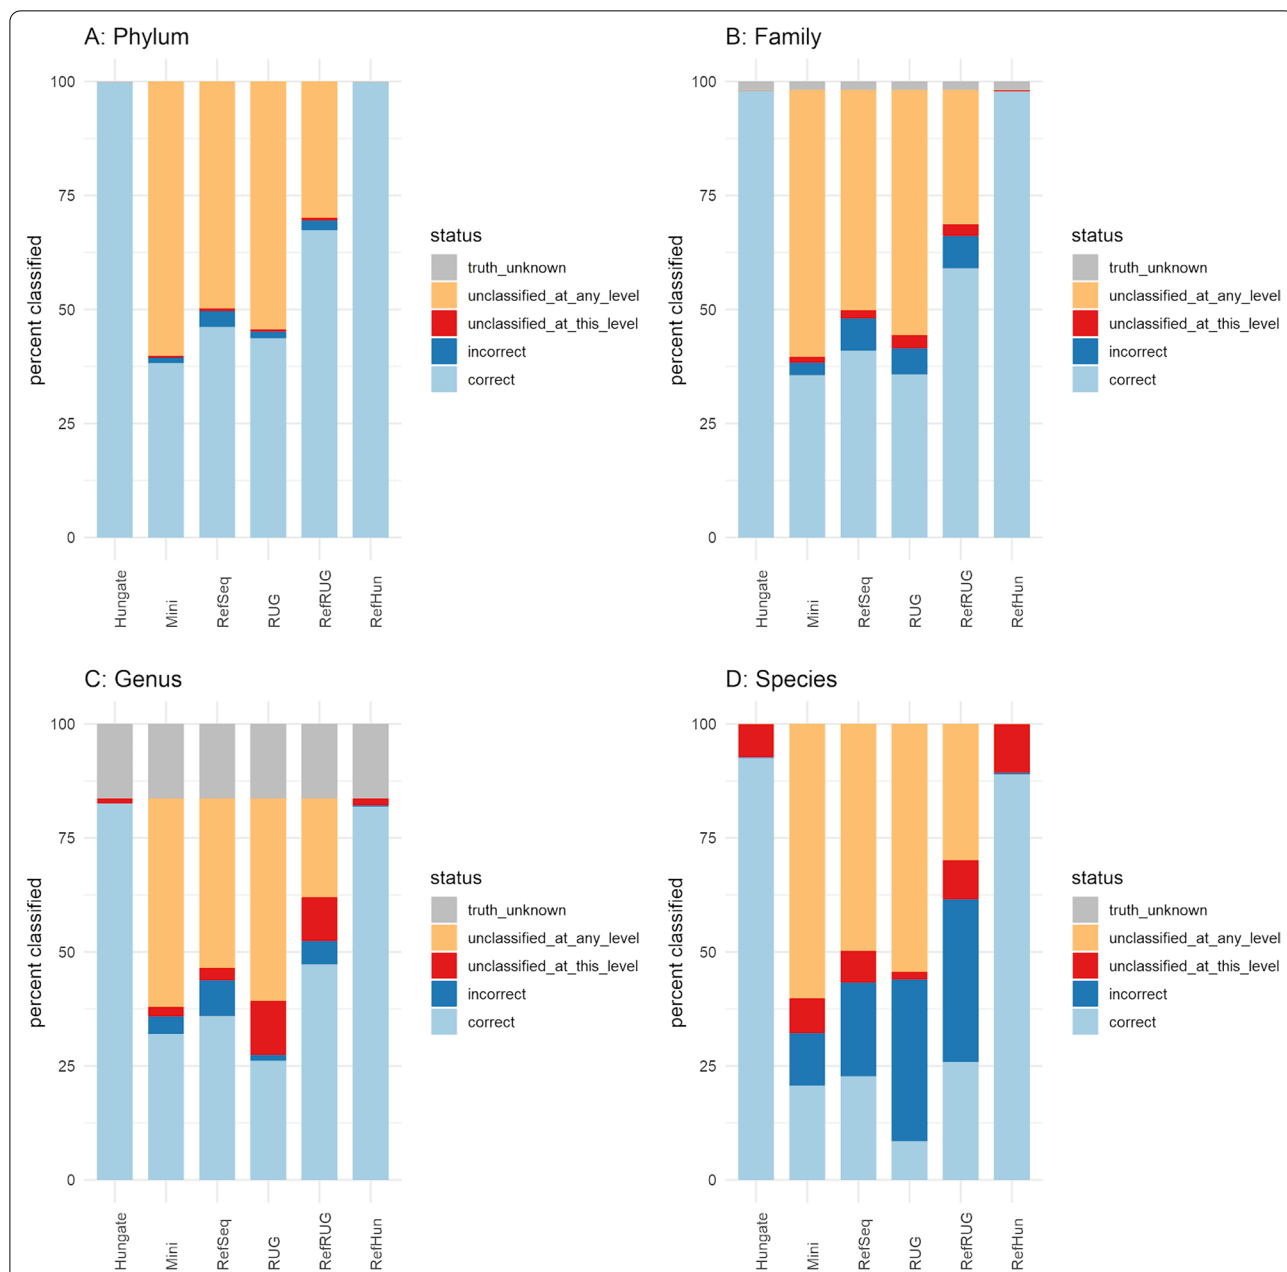 A: Phylum
100
75
50
25
0
percent classified
Hungate
Mini
RefSeq
RUG
RefRUG
RefHun
status
truth_unknown
unclassified_at_any_level
unclassified_at_this_level
incorrect
correct
B: Family
100
75
50
25
0
percent classified
Hungate
Mini
RefSeq
RUG
RefRUG
RefHun
status
truth_unknown
unclassified_at_any_level
unclassified_at_this_level
incorrect
correct
C: Genus
100
75
50
25
0
percent classified
Hungate
Mini
RefSeq
RUG
RefRUG
RefHun
status
truth_unknown
unclassified_at_any_level
unclassified_at_this_level
incorrect
correct
D: Species
100
75
50
25
0
percent classified
Hungate
Mini
RefSeq
RUG
RefRUG
RefHun
status
truth_unknown
unclassified_at_any_level
unclassified_at_this_level
incorrect
correct